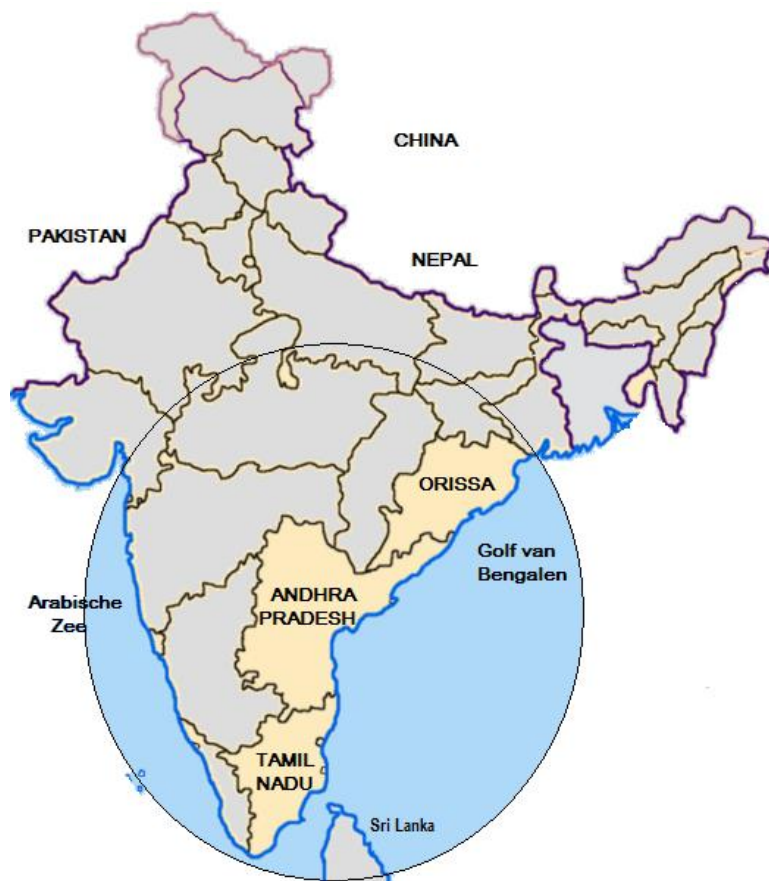 CHINA
PAKISTAN
NEPAL
ORISSA
Golf van
Bengalen
ANDHRA
PRADESH
Arabische
Zee
TAMIL
NADU
Sri Lanka